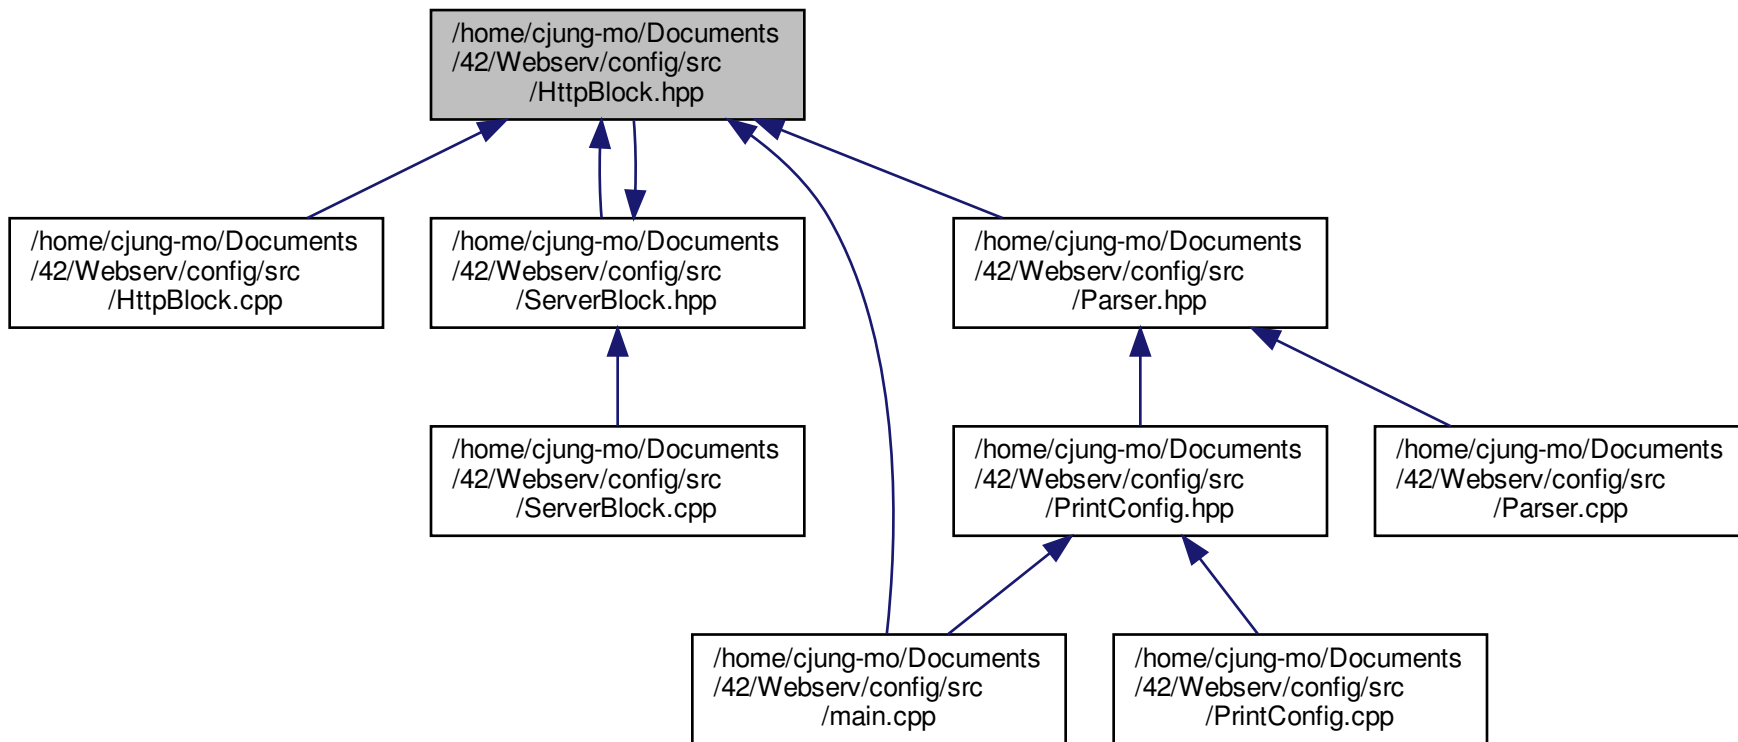 /home/cjung-mo/Documents
/42/Webserv/config/src
/HttpBlock.hpp
/home/cjung-mo/Documents
/42/Webserv/config/src
/HttpBlock.cpp
/home/cjung-mo/Documents
/42/Webserv/config/src
/ServerBlock.hpp
/home/cjung-mo/Documents
/42/Webserv/config/src
/Parser.hpp
/home/cjung-mo/Documents
/42/Webserv/config/src
/ServerBlock.cpp
/home/cjung-mo/Documents
/42/Webserv/config/src
/PrintConfig.hpp
/home/cjung-mo/Documents
/42/Webserv/config/src
/Parser.cpp
/home/cjung-mo/Documents
/42/Webserv/config/src
/main.cpp
/home/cjung-mo/Documents
/42/Webserv/config/src
/PrintConfig.cpp